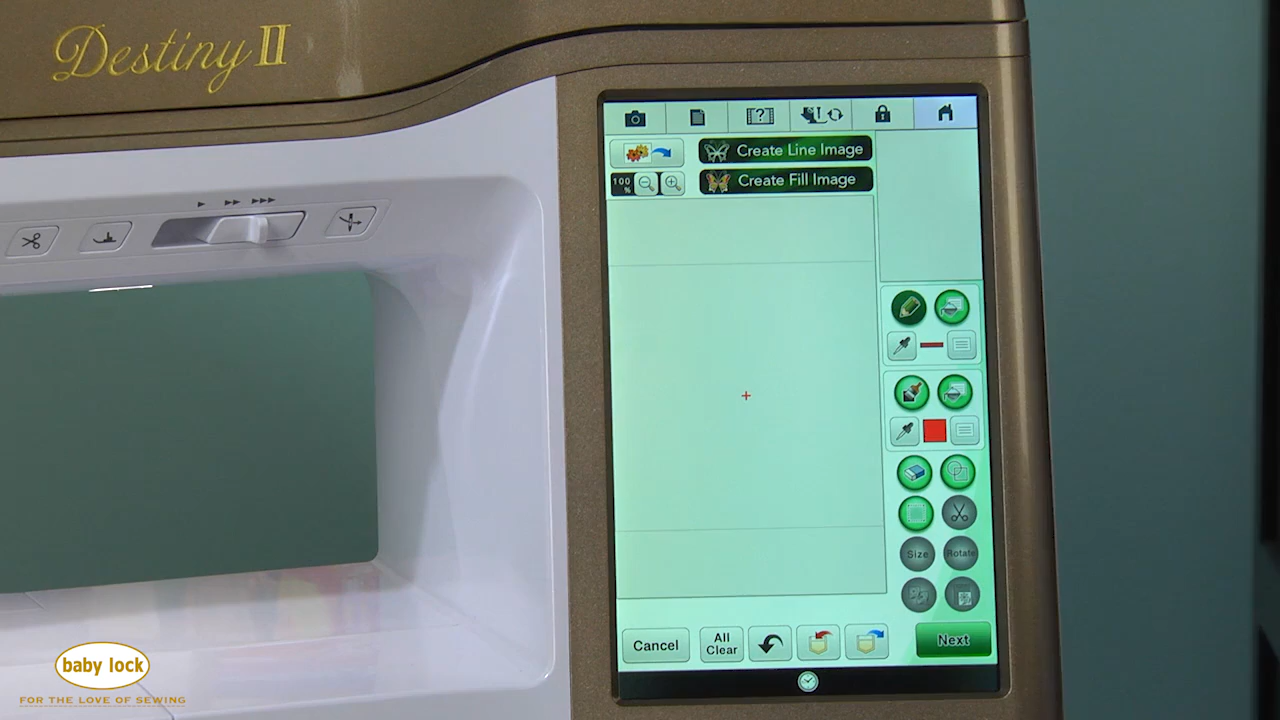 Destiny II
Create Line Image
100 %
Create Fill Image
Size
Rotate
Cancel
All Clear
Next
baby lock
FOR THE LOVE OF SEWING